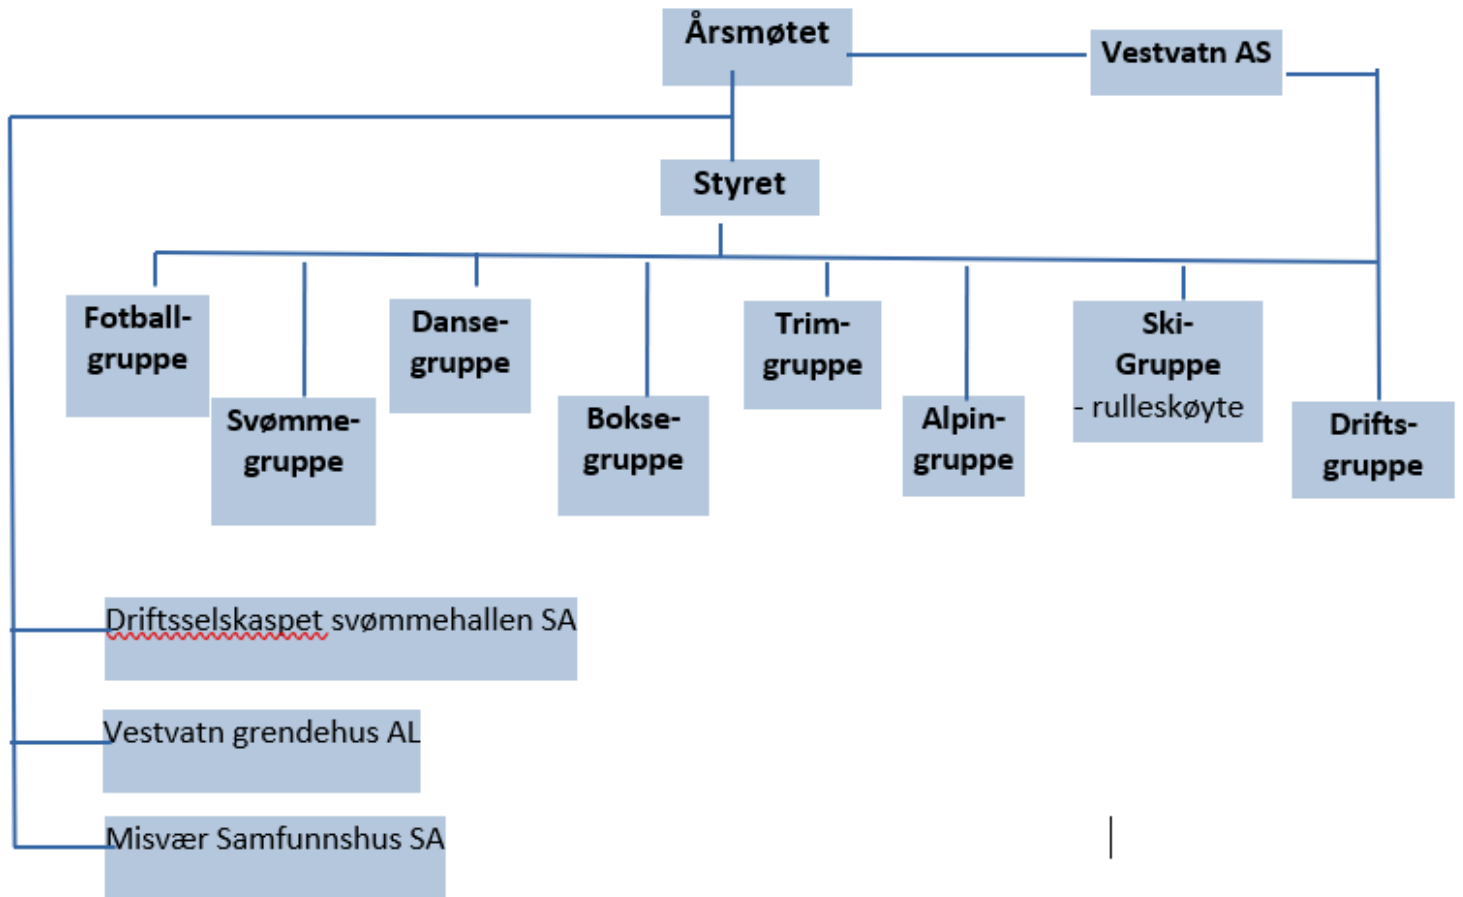 Årsmøtet
Vestvatn AS
Styret
Fotball-
gruppe
Svømme-
gruppe
Danse-
gruppe
Bokse-
gruppe
Trim-
gruppe
Alpin-
gruppe
Ski-
Gruppe
- rulleskøyte
Drifts-
gruppe
Driftsselskaspet svømmehallen SA
Vestvatn grendehus AL
Misvær Samfunnshus SA